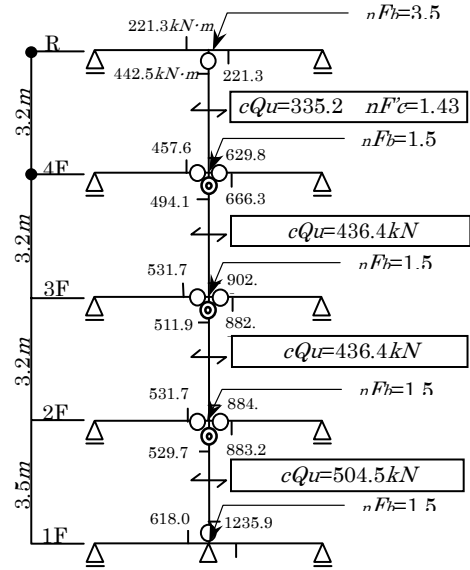 nFb=3.5
221.3kN·m
R
442.5kN·m
221.3
cQu=335.2 nF'c=1.43
3.2m
nFb=1.5
457.6
629.8
4F
494.1
666.3
cQu=436.4kN
3.2m
nFb=1.5
531.7
902.
3F
511.9
882.
cQu=436.4kN
3.2m
nFb=1.5
531.7
884.
2F
529.7
883.2
cQu=504.5kN
3.5m
nFb=1.5
618.0
1235.9
1F